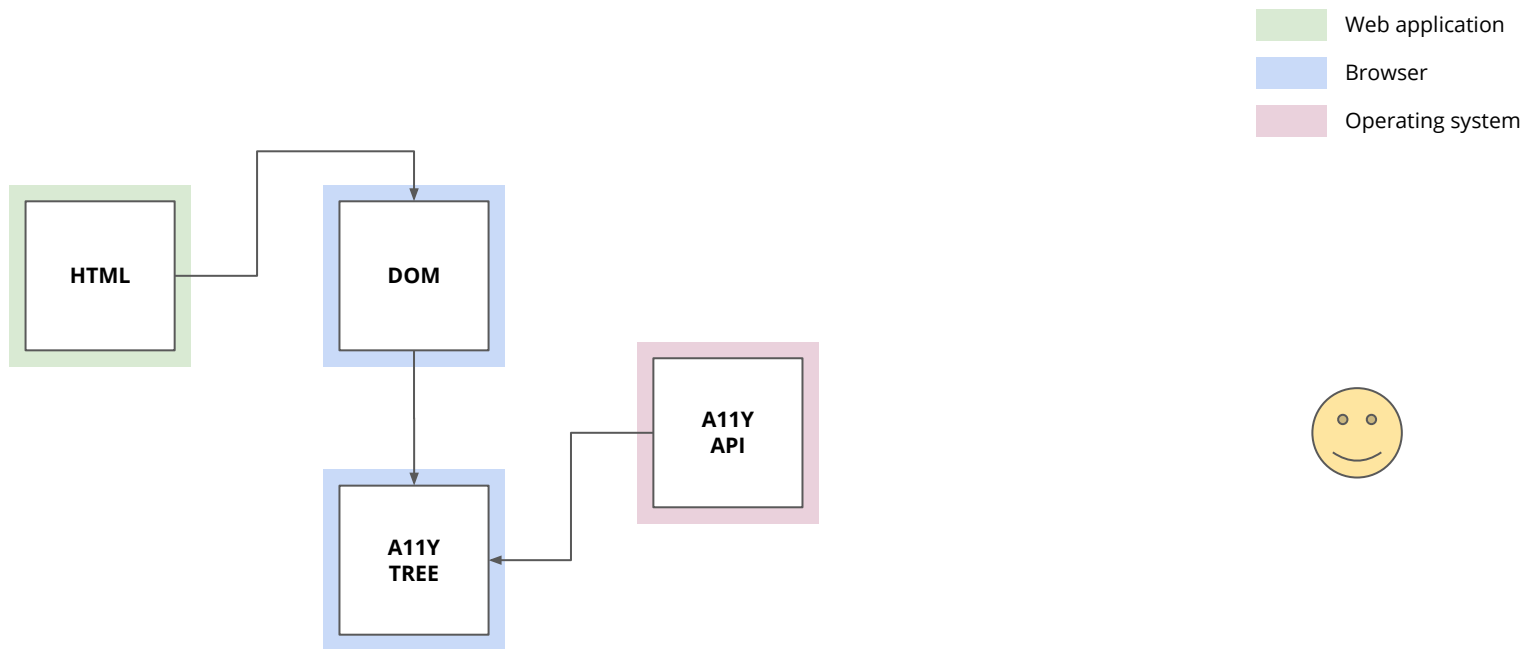 Web application
Browser
Operating system
HTML
DOM
A11Y
API
A11Y
TREE